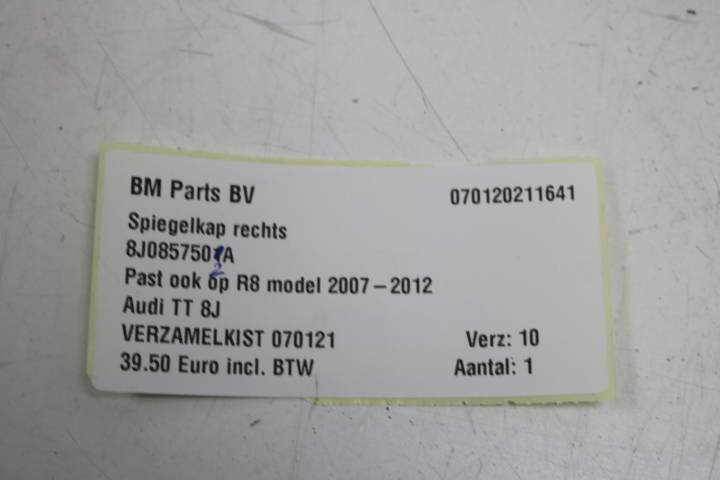 BM Parts BV 070120211641
Spiegelkap rechts
8J0857502A
Past ook op R8 model 2007-2012
Audi TT 8J
VERZAMELKIST 070121 Verz: 10
39.50 Euro incl. BTW Aantal: 1